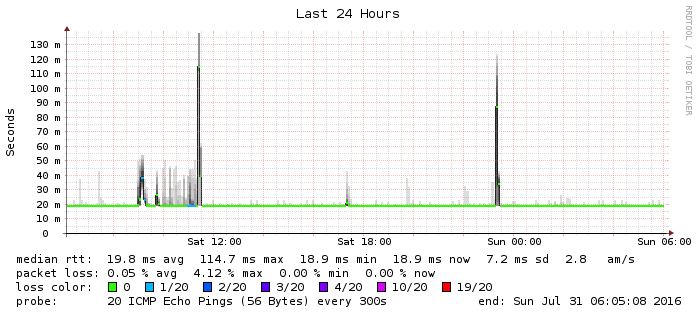 Last 24 Hours
RRDTOOL / TOBI OETIKER
Seconds
130 m
120 m
110 m
100 m
90 m
80 m
70 m
60 m
50 m
40 m
30 m
20 m
10 m
0
Sat 12:00 Sat 18:00 Sun 00:00 Sun 06:00
median rtt: 19.8 ms avg 114.7 ms max 18.9 ms min 18.9 ms now 7.2 ms sd 2.8 am/s
packet loss: 0.05 % avg 4.12 % max 0.00 % min 0.00 % now
loss color: 0 1/20 2/20 3/20 4/20 10/20 19/20
probe: 20 ICMP Echo Pings (56 Bytes) every 300s end: Sun Jul 31 06:05:08 2016